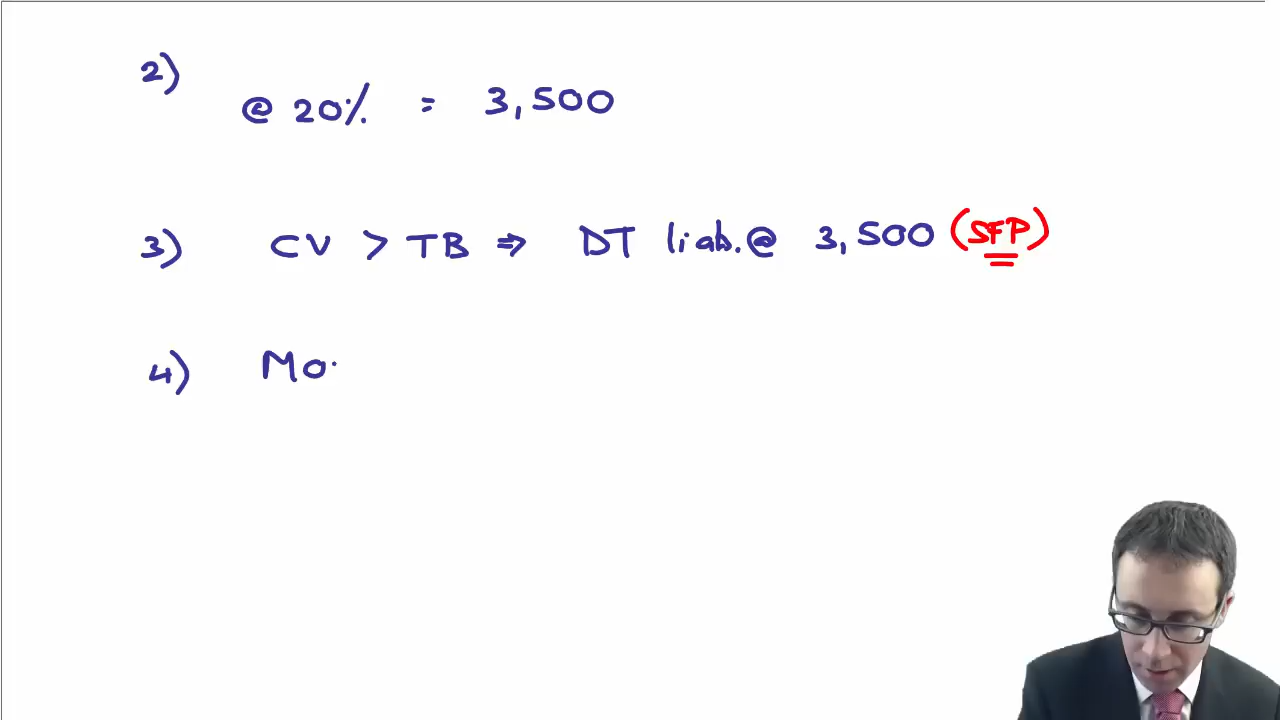 2)
@ 20% = 3,500
3) CV > TB ⇒ DT liab. @ 3,500 (SFP)
4) Mo